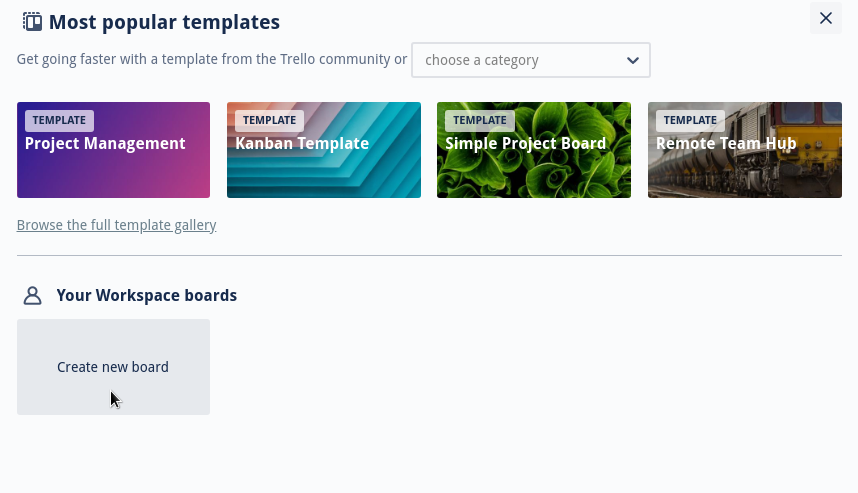 Most popular templates
Get going faster with a template from the Trello community or choose a category
TEMPLATE
Project Management
TEMPLATE
Kanban Template
TEMPLATE
Simple Project Board
TEMPLATE
Remote Team Hub
Browse the full template gallery
Your Workspace boards
Create new board